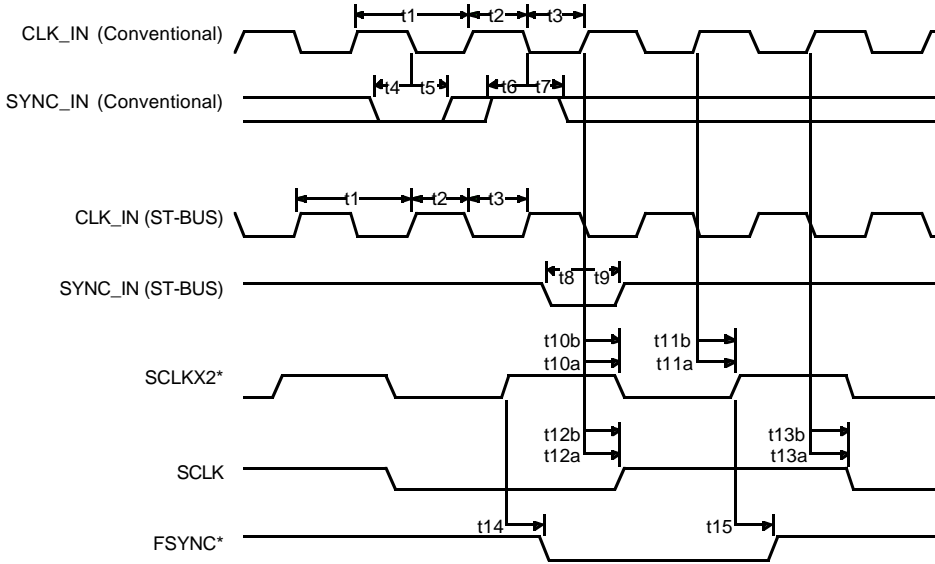 t1 t2 t3
CLK_IN (Conventional)
t4 t5 t6 t7
SYNC_IN (Conventional)
t1 t2 t3
CLK_IN (ST-BUS)
t8 t9
SYNC_IN (ST-BUS)
t10b t11b
t10a t11a
SCLKX2*
t12b t13b
t12a t13a
SCLK
t14 t15
FSYNC*